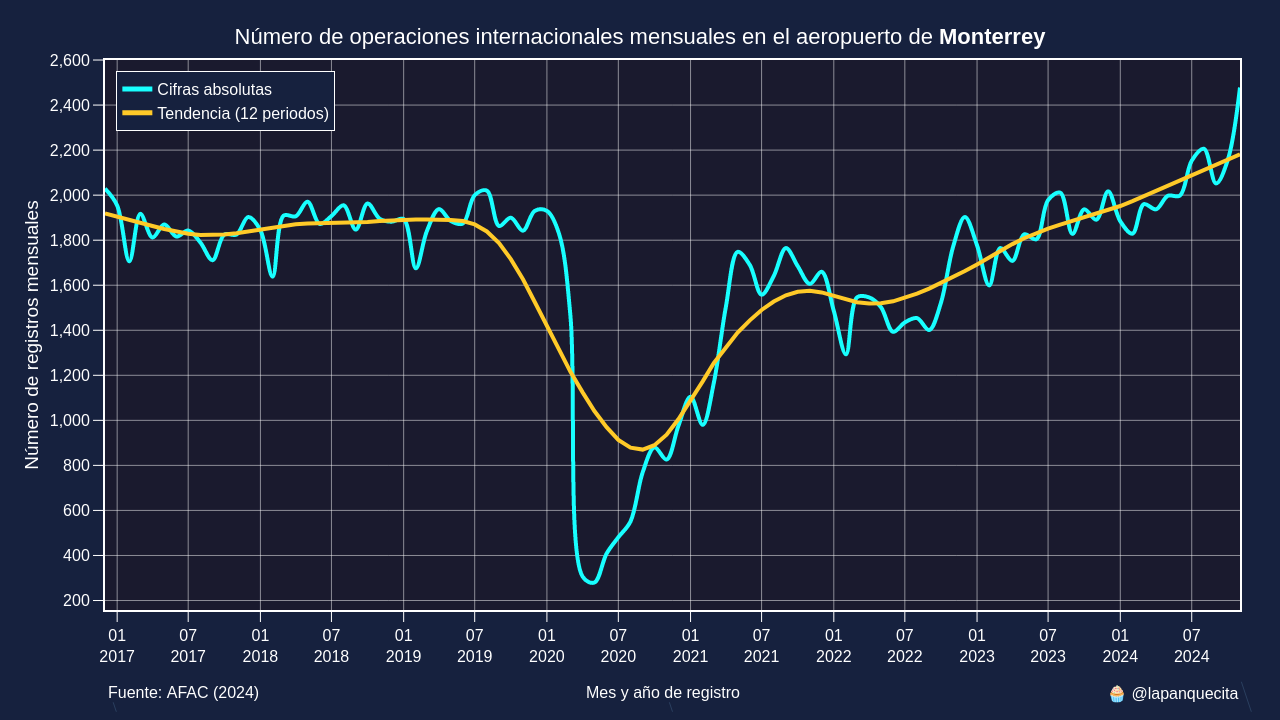 Número de operaciones internacionales mensuales en el aeropuerto de Monterrey
Cifras absolutas
Tendencia (12 periodos)
Número de registros mensuales
2,600
2,400
2,200
2,000
1,800
1,600
1,400
1,200
1,000
800
600
400
200
01 07 01 07 01 07 01 07 01 07 01 07 01 07 01 07
2017 2017 2018 2018 2019 2019 2020 2020 2021 2021 2022 2022 2023 2023 2024 2024
Fuente: AFAC (2024)
Mes y año de registro
🧁 @lapanquecita